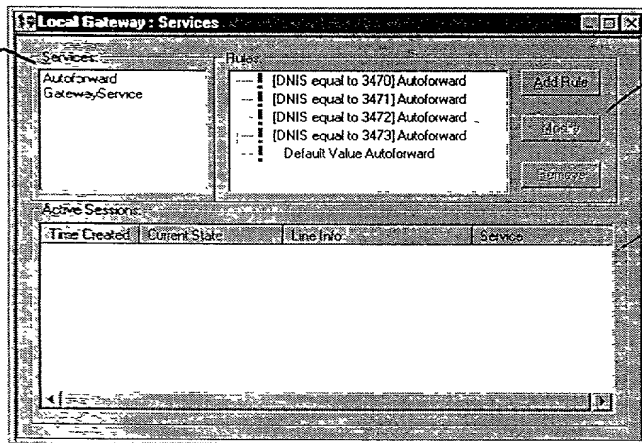 Local Gateway : Services
Services:
Autoforward
GatewayService
Rules:
[DNIS equal to 3470] Autoforward
[DNIS equal to 3471] Autoforward
[DNIS equal to 3472] Autoforward
[DNIS equal to 3473] Autoforward
Default Value Autoforward
Add Rule
Modify
Remove
Active Sessions:
Time Created Current State Line Info Service